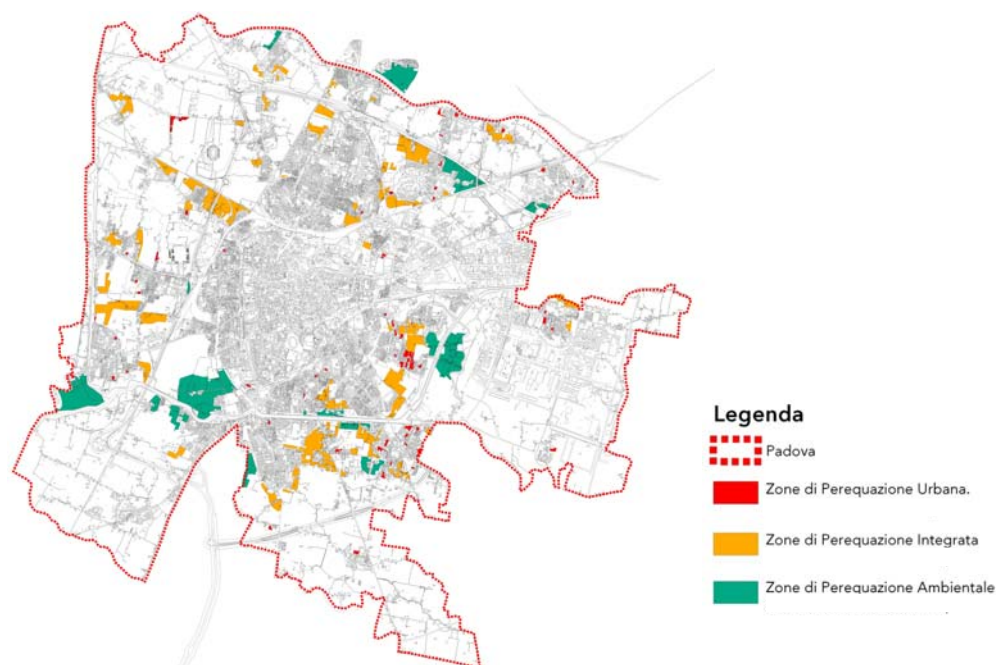 Legenda
Padova
Zone di Perequazione Urbana.
Zone di Perequazione Integrata
Zone di Perequazione Ambientale